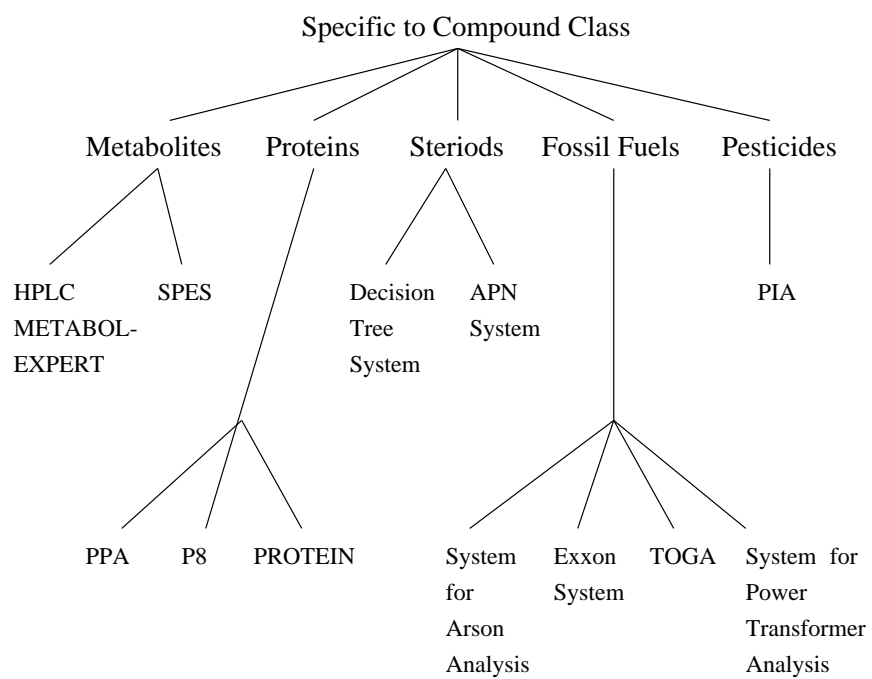 Specific to Compound Class
Metabolites Proteins Steriods Fossil Fuels Pesticides
HPLC
METABOL-
EXPERT
SPES
Decision
Tree
System
APN
System
PIA
PPA
P8
PROTEIN
System
for
Arson
Analysis
Exxon
System
TOGA
System for
Power
Transformer
Analysis